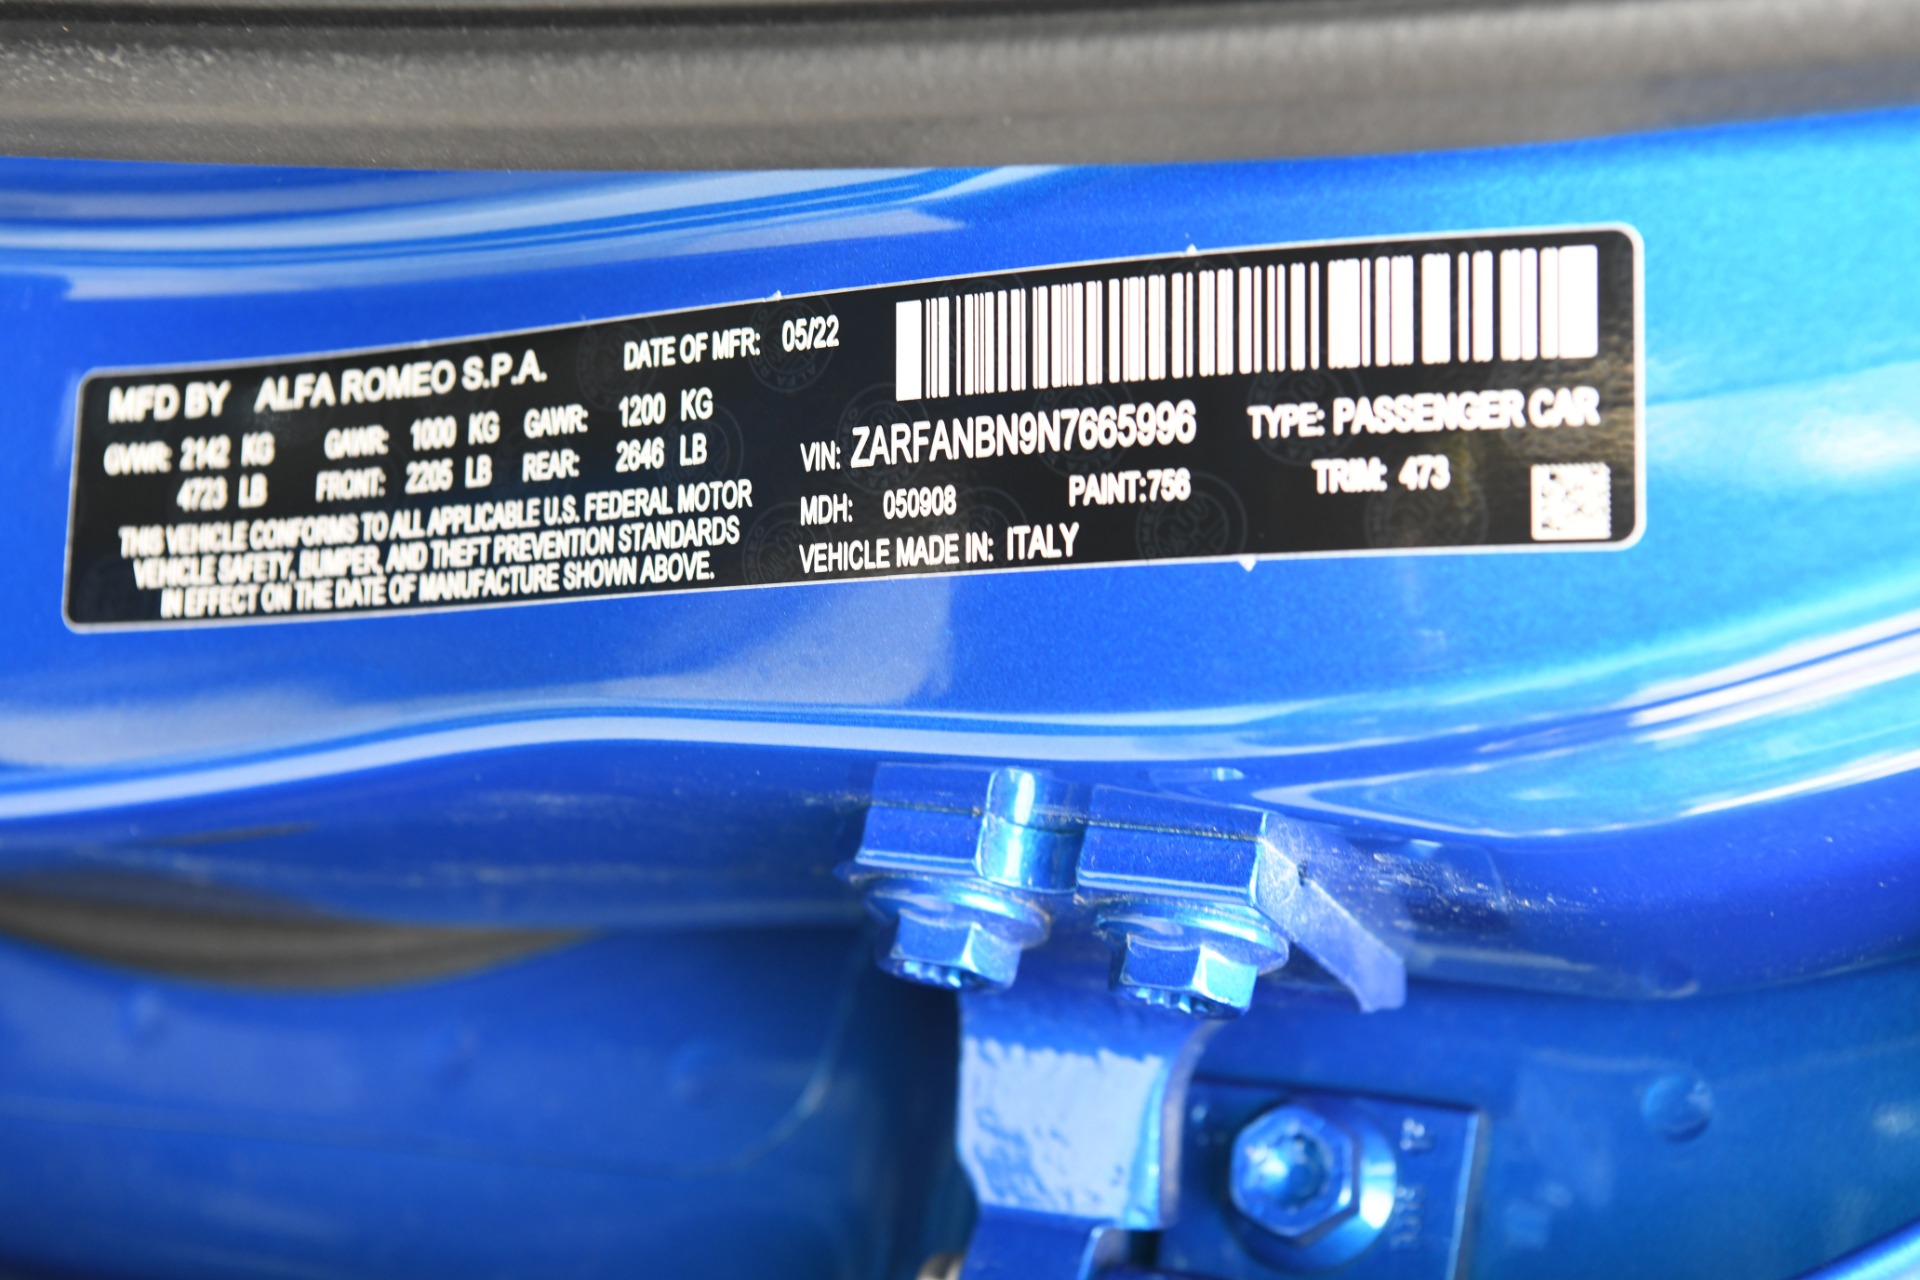 MFD BY ALFA ROMEO S.P.A. DATE OF MFR: 05/22
GVWR: 2142 KG GAWR: 1000 KG GAWR: 1200 KG
4723 LB FRONT: 2205 LB REAR: 2646 LB
THIS VEHICLE CONFORMS TO ALL APPLICABLE U.S. FEDERAL MOTOR
VEHICLE SAFETY, BUMPER, AND THEFT PREVENTION STANDARDS
IN EFFECT ON THE DATE OF MANUFACTURE SHOWN ABOVE.
VIN: ZARFANBN9N7665996 TYPE: PASSENGER CAR
MDH: 050908 PAINT:756 TRIM: 473
VEHICLE MADE IN: ITALY